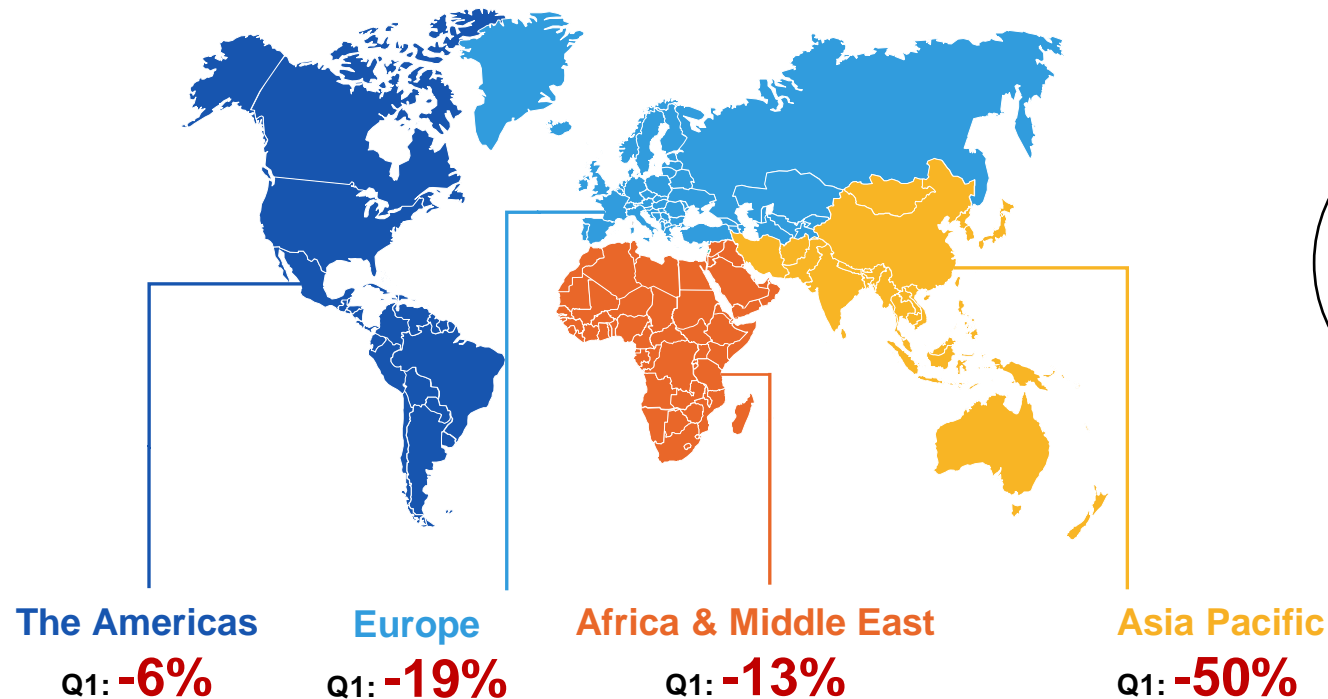 The Americas
Q1: -6%
Europe
Q1: -19%
Africa & Middle East
Q1: -13%
Asia Pacific
Q1: -50%